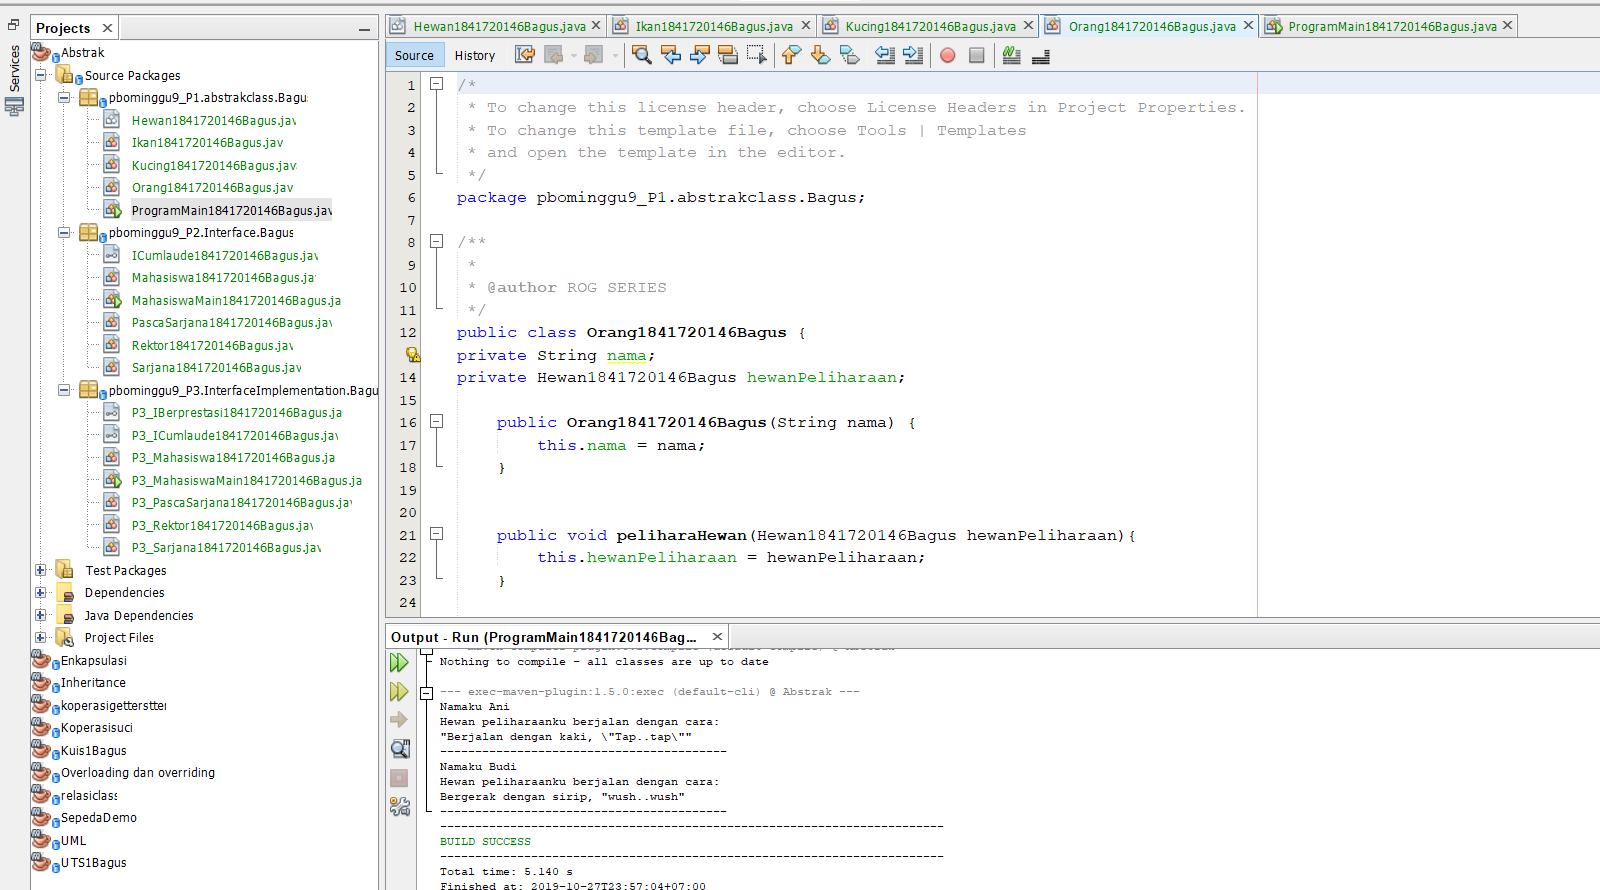 Services
Projects
Abstrak
Source Packages
pbominggu9_P1.abstrakclass.Bagus
Hewan1841720146Bagus.jav
Ikan1841720146Bagus.java
Kucing1841720146Bagus.java
Orang1841720146Bagus.java
ProgramMain1841720146Bagus.jav
pbominggu9_P2.Interface.Bagus
ICumlaude1841720146Bagus.jav
Mahasiswa1841720146Bagus.ja
MahasiswaMain1841720146Bagus.ja
PascaSarjana1841720146Bagus.jav
Rektor1841720146Bagus.java
Sarjana1841720146Bagus.java
pbominggu9_P3.InterfaceImplementation.Bagu
P3_IBerprestasi1841720146Bagus.ja
P3_ICumlaude1841720146Bagus.jav
P3_Mahasiswa1841720146Bagus.ja
P3_MahasiswaMain1841720146Bagus.ja
P3_PascaSarjana1841720146Bagus.jav
P3_Rektor1841720146Bagus.jav
P3_Sarjana1841720146Bagus.java
Test Packages
Dependencies
Java Dependencies
Project Files
Enkapsulasi
Inheritance
koperasigetterstter
Koperasisuci
Kuis1Bagus
Overloading dan overriding
relasiclass
SepedaDemo
UML
UTS1Bagus
Hewan1841720146Bagus.java Ikan1841720146Bagus.java Kucing1841720146Bagus.java Orang1841720146Bagus.java ProgramMain1841720146Bagus.java
Source History
1 /*
2 * To change this license header, choose License Headers in Project Properties.
3 * To change this template file, choose Tools | Templates
4 * and open the template in the editor.
5 */
6 package pbominggu9_P1.abstrakclass.Bagus;
7
8 /**
9 *
10 * @author ROG SERIES
11 */
12 public class Orang1841720146Bagus {
private String nama;
14 private Hewan1841720146Bagus hewanPeliharaan;
15
16 public Orang1841720146Bagus(String nama) {
17 this.nama = nama;
18 }
19
20
21 public void peliharaHewan(Hewan1841720146Bagus hewanPeliharaan){
22 this.hewanPeliharaan = hewanPeliharaan;
23 }
24
Output - Run (ProgramMain1841720146Bag...
Nothing to compile - all classes are up to date
--- exec-maven-plugin:1.5.0:exec (default-cli) @ Abstrak ---
Namaku Ani
Hewan peliharaanku berjalan dengan cara:
"Berjalan dengan kaki, \"Tap..tap\""
-----------------------------------------
Namaku Budi
Hewan peliharaanku berjalan dengan cara:
Bergerak dengan sirip, "wush..wush"
-----------------------------------------
------------------------------------------------------------------------
BUILD SUCCESS
------------------------------------------------------------------------
Total time: 5.140 s
Finished at: 2019-10-27T23:57:04+07:00